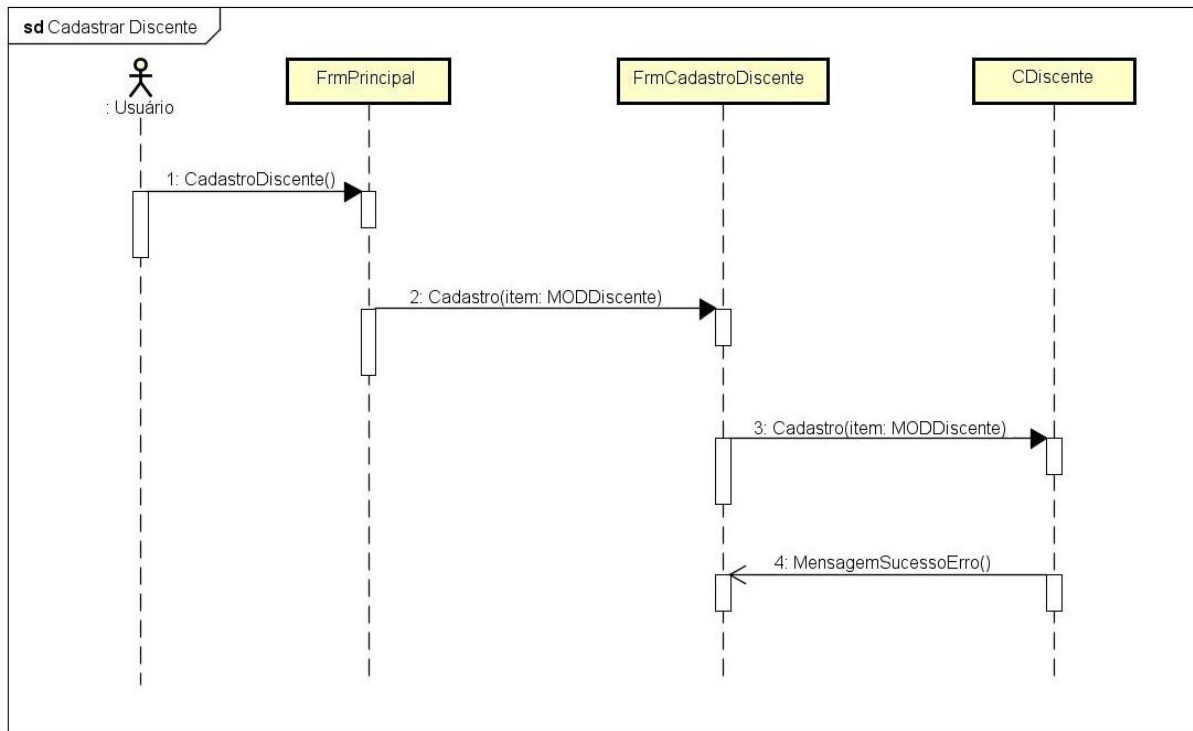 sd Cadastrar Discente
: Usuário
FrmPrincipal
FrmCadastroDiscente
CDiscente
1: CadastroDiscente()
2: Cadastro(item: MODDiscente)
3: Cadastro(item: MODDiscente)
4: MensagemSucessoErro()